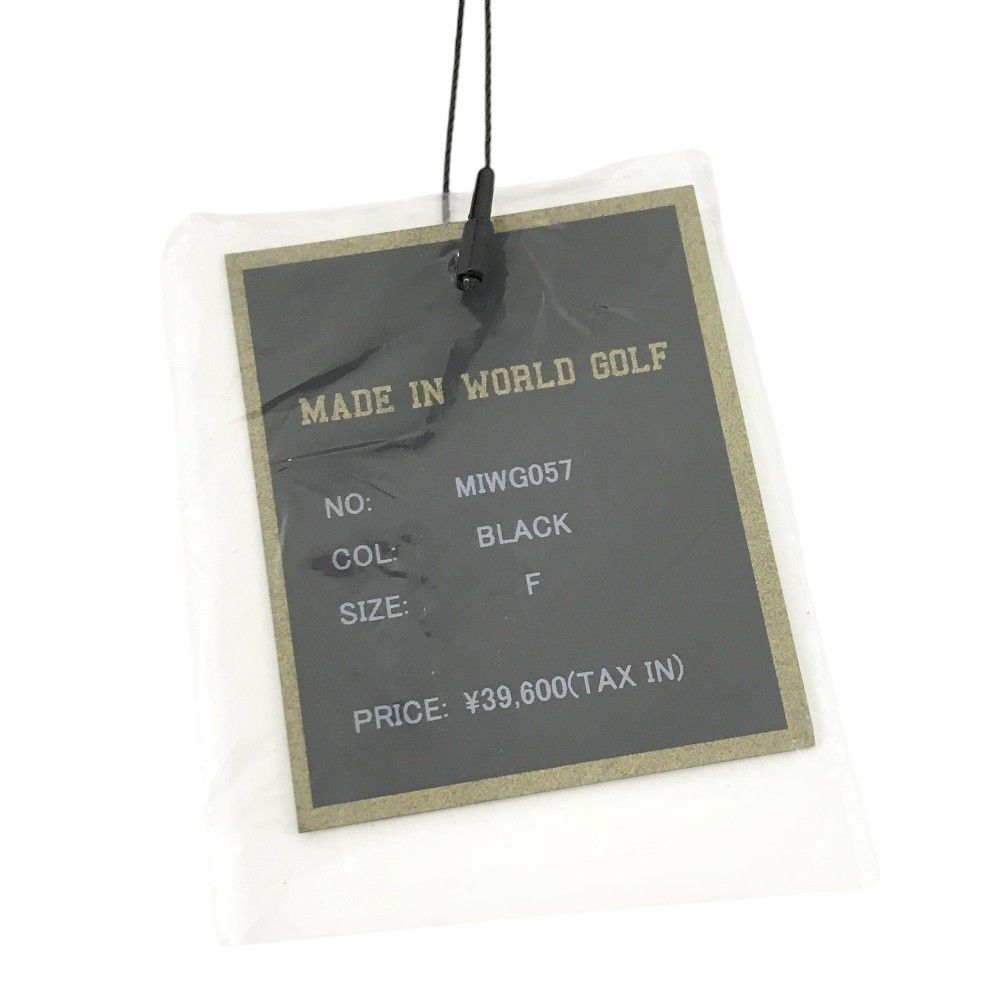 MADE IN WORLD GOLF
NO: MIWG057
COL: BLACK
SIZE: F
PRICE: ¥39,600(TAX IN)